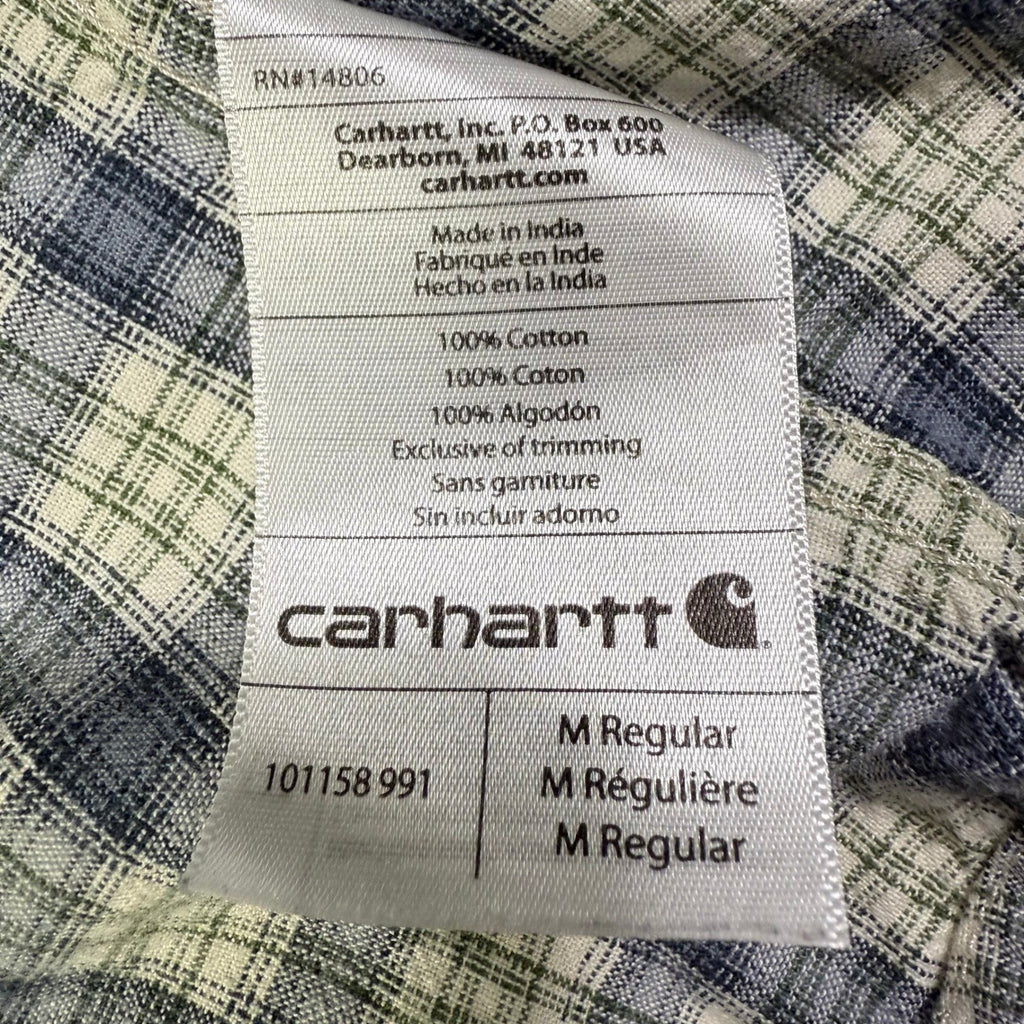 RN#14806
Carhartt, Inc. P.O. Box 600
Dearborn, MI 48121 USA
carhartt.com
Made in India
Fabriqué en Inde
Hecho en la India
100% Cotton
100% Coton
100% Algodón
Exclusive of trimming
Sans garniture
Sin incluir adorno
carhartt
101158 991
M Regular
M Régulière
M Regular